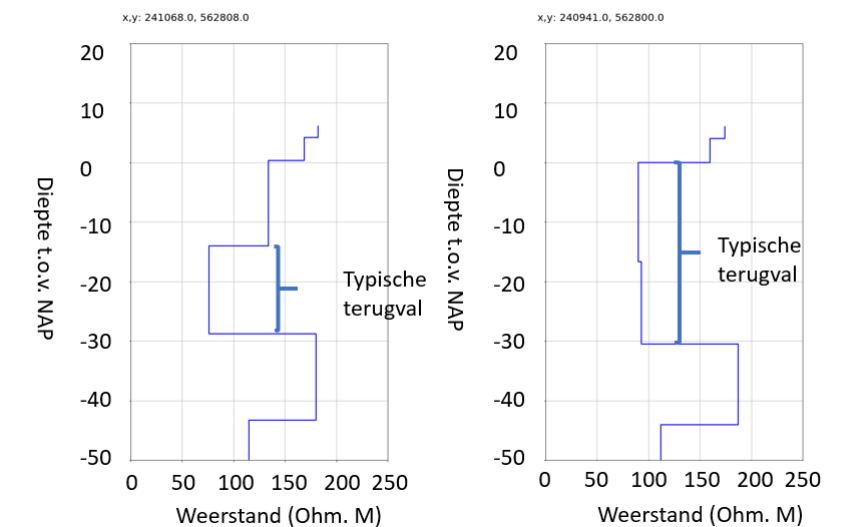 x,y: 241068.0, 562808.0
20
10
0
-10
-20
-30
-40
-50
Diepte t.o.v. NAP
Typische
terugval
0 50 100 150 200 250
Weerstand (Ohm. M)
x,y: 240941.0, 562800.0
20
10
0
-10
-20
-30
-40
-50
Diepte t.o.v. NAP
Typische
terugval
0 50 100 150 200 250
Weerstand (Ohm. M)